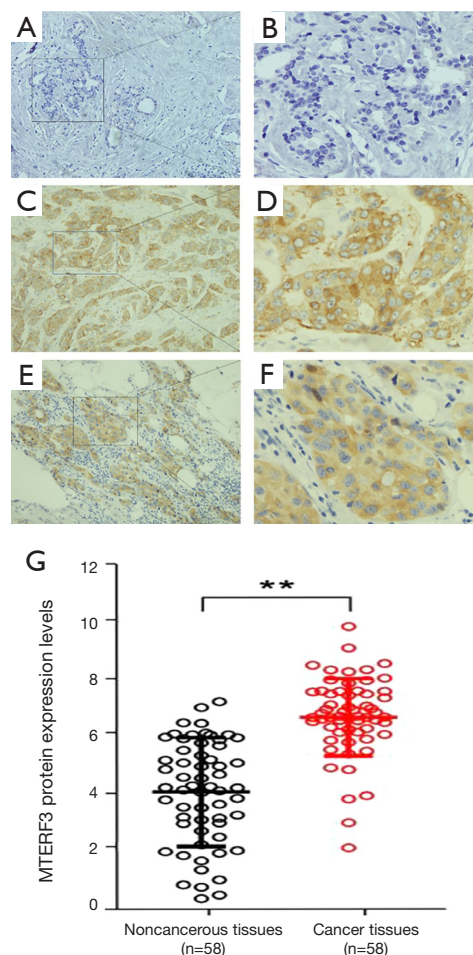 A
B
C
D
E
F
G
MTERF3 protein expression levels
12
10
8
6
4
2
0
**
Noncancerous tissues
(n=58)
Cancer tissues
(n=58)